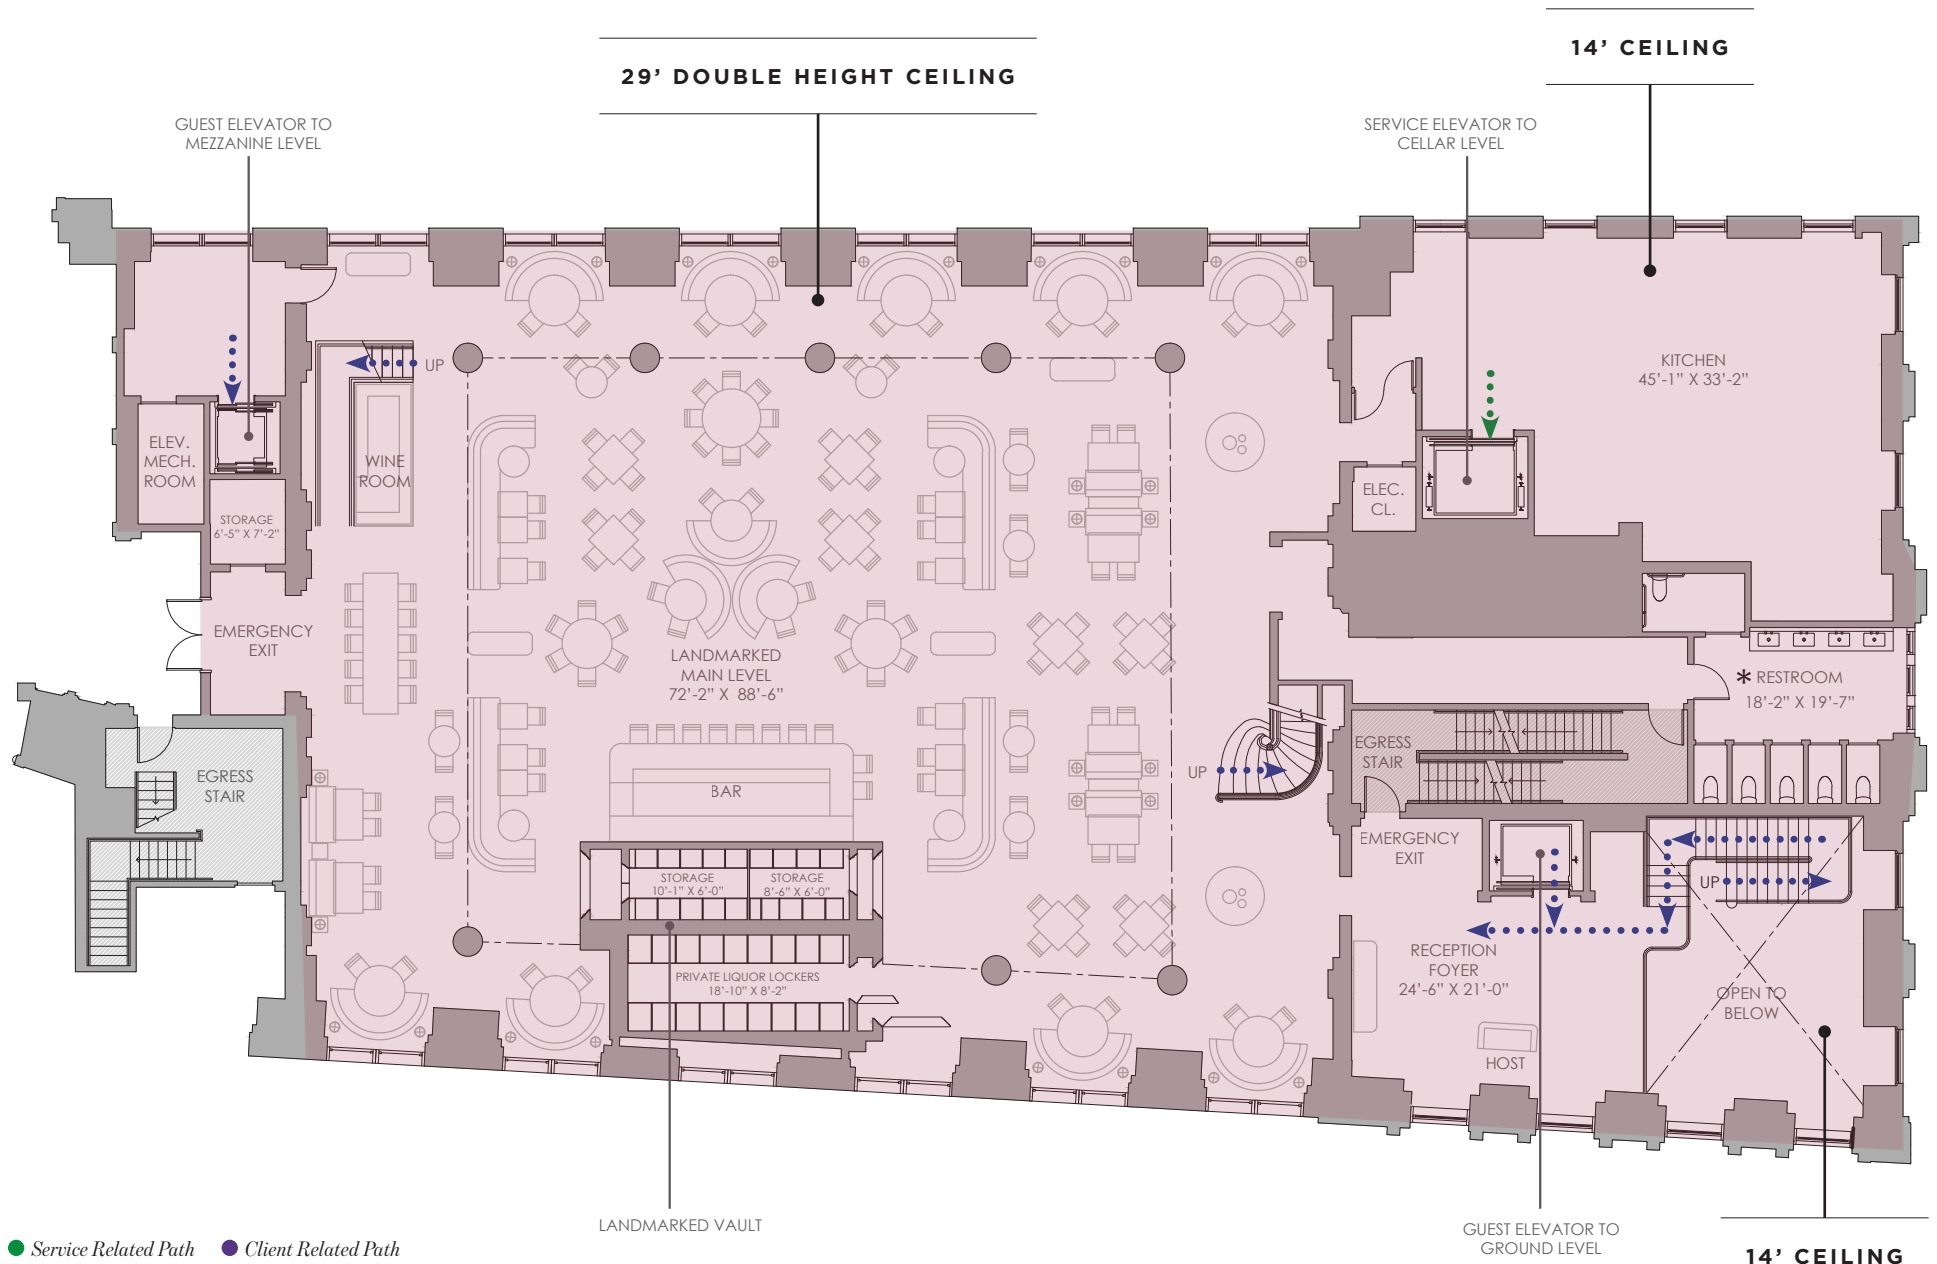 14’ CEILING
29’ DOUBLE HEIGHT CEILING
GUEST ELEVATOR TO
MEZZANINE LEVEL
SERVICE ELEVATOR TO
CELLAR LEVEL
UP
KITCHEN
45’-1” X 33’-2”
ELEV.
MECH.
ROOM
WINE
ROOM
ELEC.
CL.
STORAGE
6’-5” X 7’-2”
EMERGENCY
EXIT
LANDMARKED
MAIN LEVEL
72’-2” X 88’-6”
* RESTROOM
18’-2” X 19’-7”
EGRESS
STAIR
UP
EGRESS
STAIR
BAR
EMERGENCY
EXIT
STORAGE
10’-1” X 6’-0”
STORAGE
8’-6” X 6’-0”
UP
RECEPTION
FOYER
24’-6” X 21’-0”
PRIVATE LIQUOR LOCKERS
18’-10” X 8’-2”
OPEN TO
BELOW
HOST
LANDMARKED VAULT
GUEST ELEVATOR TO
GROUND LEVEL
14’ CEILING
Service Related Path
Client Related Path